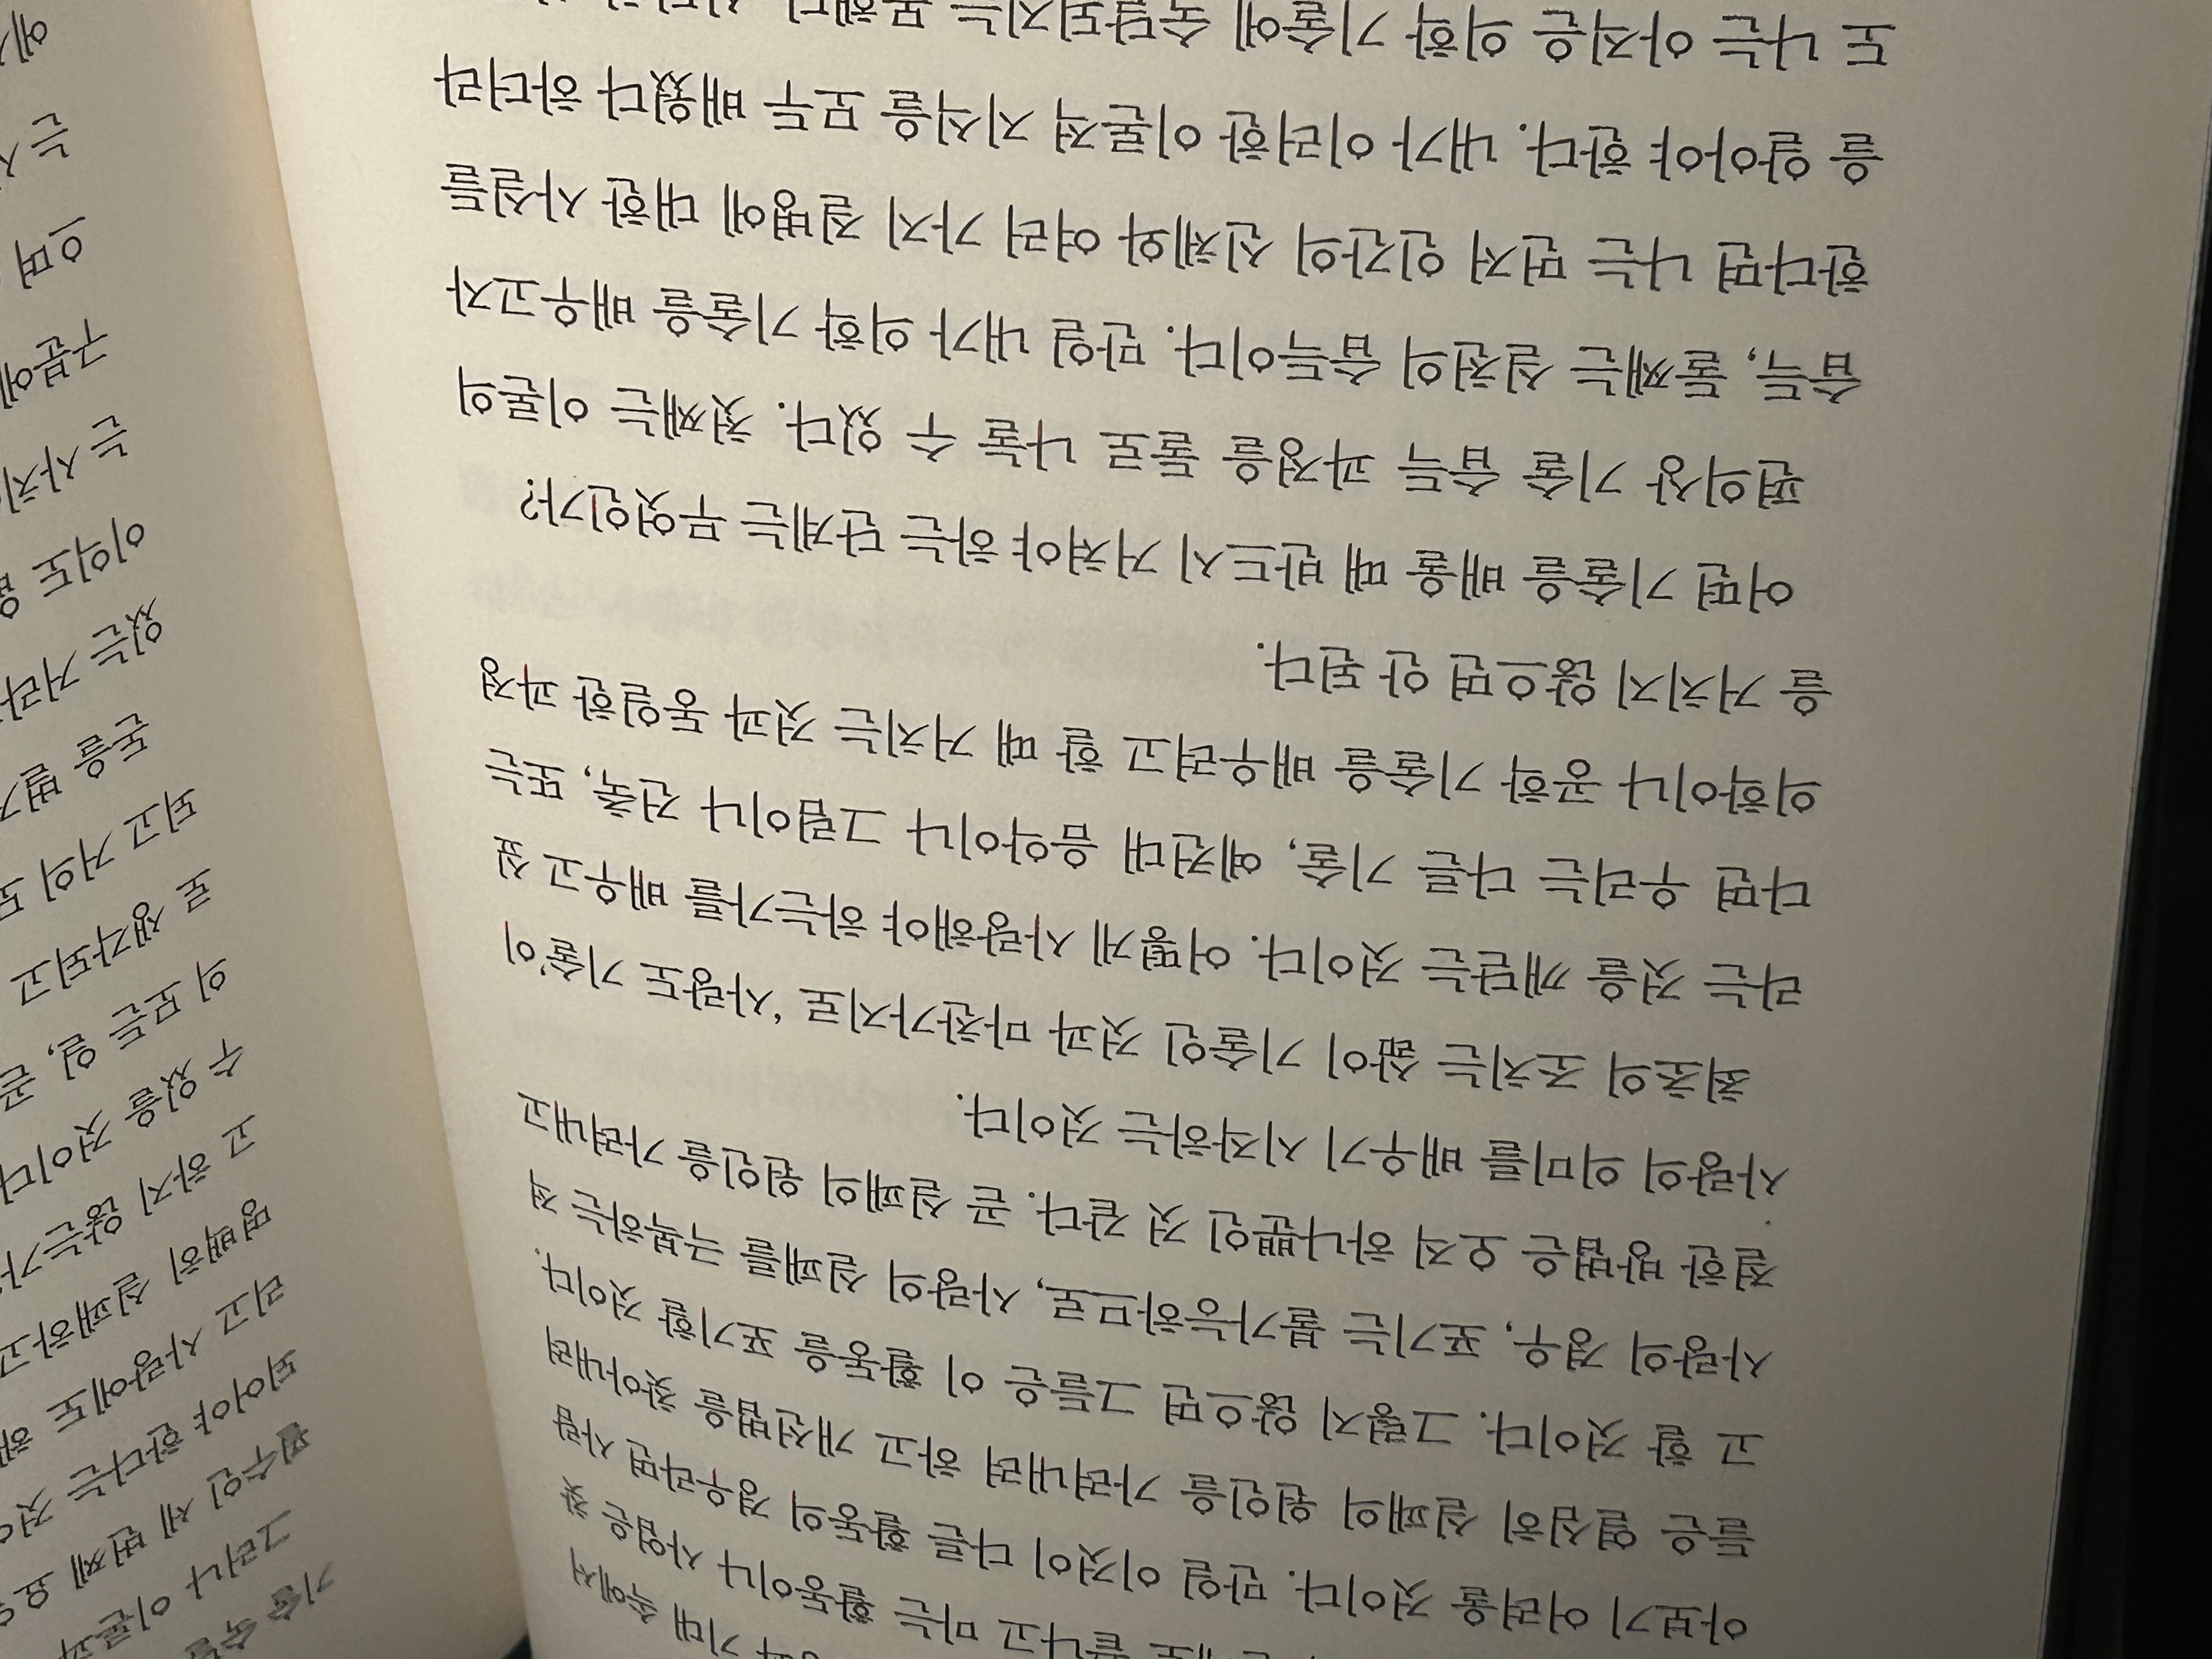 끝나고 마는 활동이나 사업은 찾
기대 속에서
아보기 어려울 것이다. 만일 이것이 다른 활동의 경우라면 사람
들은 열심히 실패의 원인을 가려내려 하고 개선법을 찾아내려
고 할 것이다. 그렇지 않으면 그들은 이 활동을 포기할 것이다.
사랑의 경우, 포기는 불가능하므로, 사랑의 실패를 극복하는 적
절한 방법은 오직 하나뿐인 것 같다. 곧 실패의 원인을 가려내고
사랑의 의미를 배우기 시작하는 것이다.
최초의 조치는 삶이 기술인 것과 마찬가지로 ‘사랑도 기술’이
라는 것을 깨닫는 것이다. 어떻게 사랑해야 하는가를 배우고 싶
다면 우리는 다른 기술, 예컨대 음악이나 그림이나 건축, 또는
의학이나 공학 기술을 배우려고 할 때 거치는 것과 동일한 과정
을 거치지 않으면 안 된다.
어떤 기술을 배울 때 반드시 거쳐야 하는 단계는 무엇인가?
편의상 기술 습득 과정을 둘로 나눌 수 있다. 첫째는 이론의
습득, 둘째는 실천의 습득이다. 만일 내가 의학 기술을 배우고자
한다면 나는 먼저 인간의 신체와 여러 가지 질병에 대한 사실들
을 알아야 한다. 내가 이러한 이론적 지식을 모두 배웠다 하더라
도 나는 아직은 의학 기술에 숙달되지는 못했다.
기술
그러나 이론과
필수인 세 번째
되어야 한다는
리고 사랑에도
명백히 실패하고
고 하지 않는가
수 있을 것이다
의 모든 일, 곧
로 생각되고
되고 거의
돈을
있는
이익도
는
구분에
으며
는